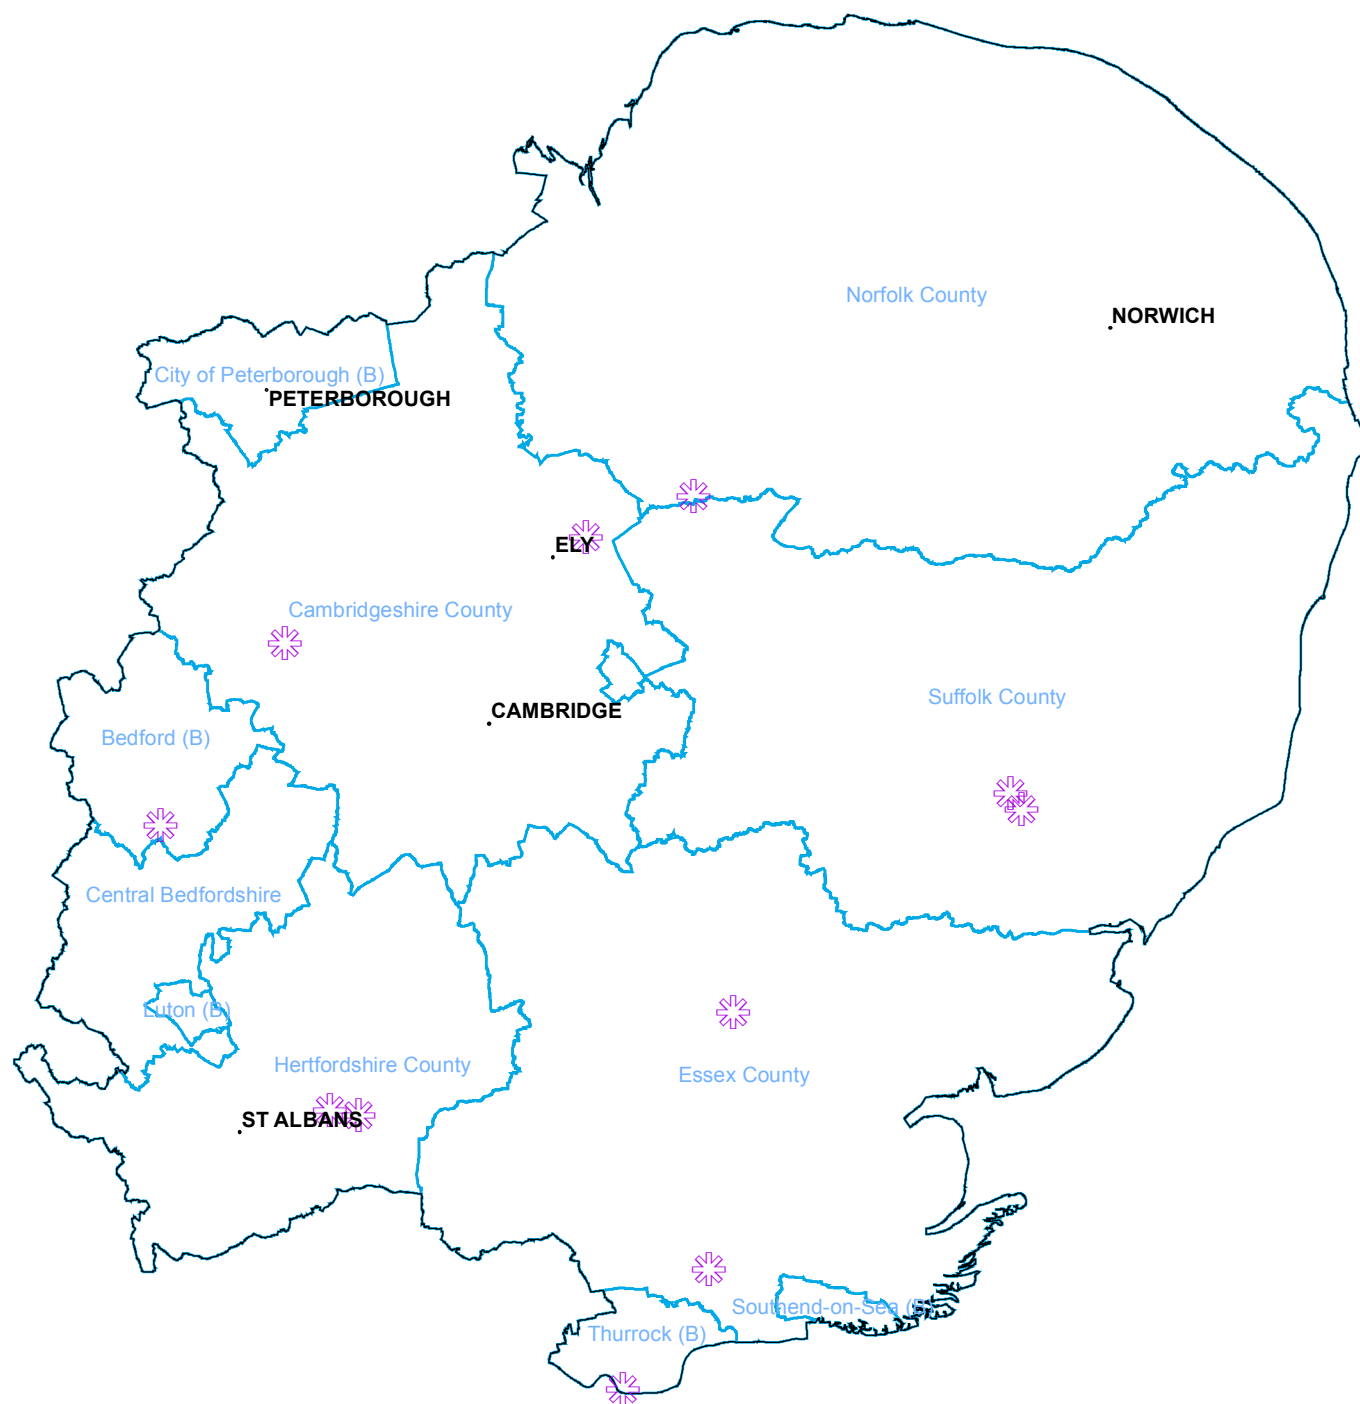 Norfolk County
NORWICH
City of Peterborough (B)
PETERBOROUGH
ELY
Cambridgeshire County
Suffolk County
CAMBRIDGE
Bedford (B)
Central Bedfordshire
Luton (B)
Hertfordshire County
Essex County
ST ALBANS
Southend-on-Sea (B)
Thurrock (B)